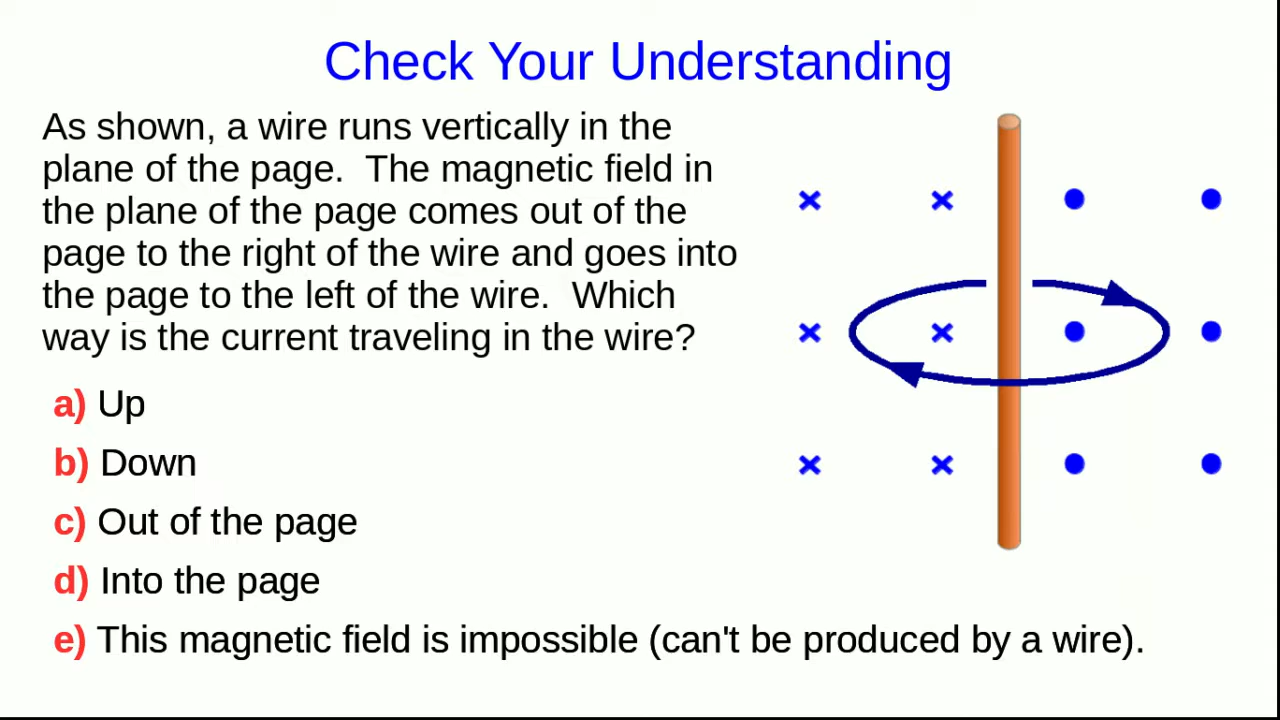 Check Your Understanding
As shown, a wire runs vertically in the
plane of the page.  The magnetic field in
the plane of the page comes out of the
page to the right of the wire and goes into
the page to the left of the wire.  Which
way is the current traveling in the wire?
a) Up
b) Down
c) Out of the page
d) Into the page
e) This magnetic field is impossible (can't be produced by a wire).